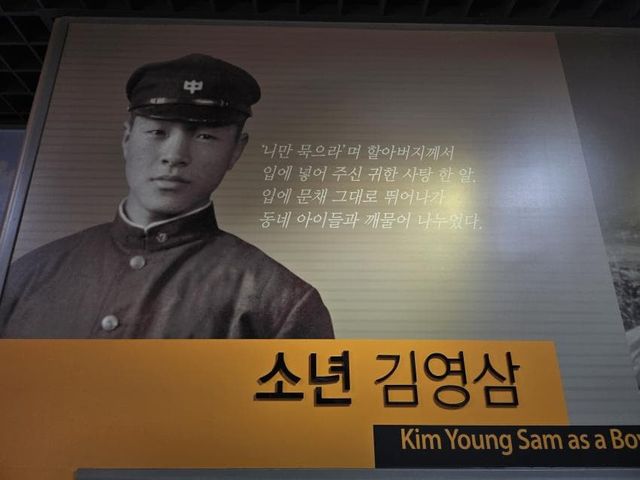 中
'니만 묵으라'며 할아버지께서
입에 넣어 주신 귀한 사탕 한 알.
입에 문채 그대로 뛰어나가
동네 아이들과 깨물어 나누었다.
소년 김영삼
Kim Young Sam as a Bo